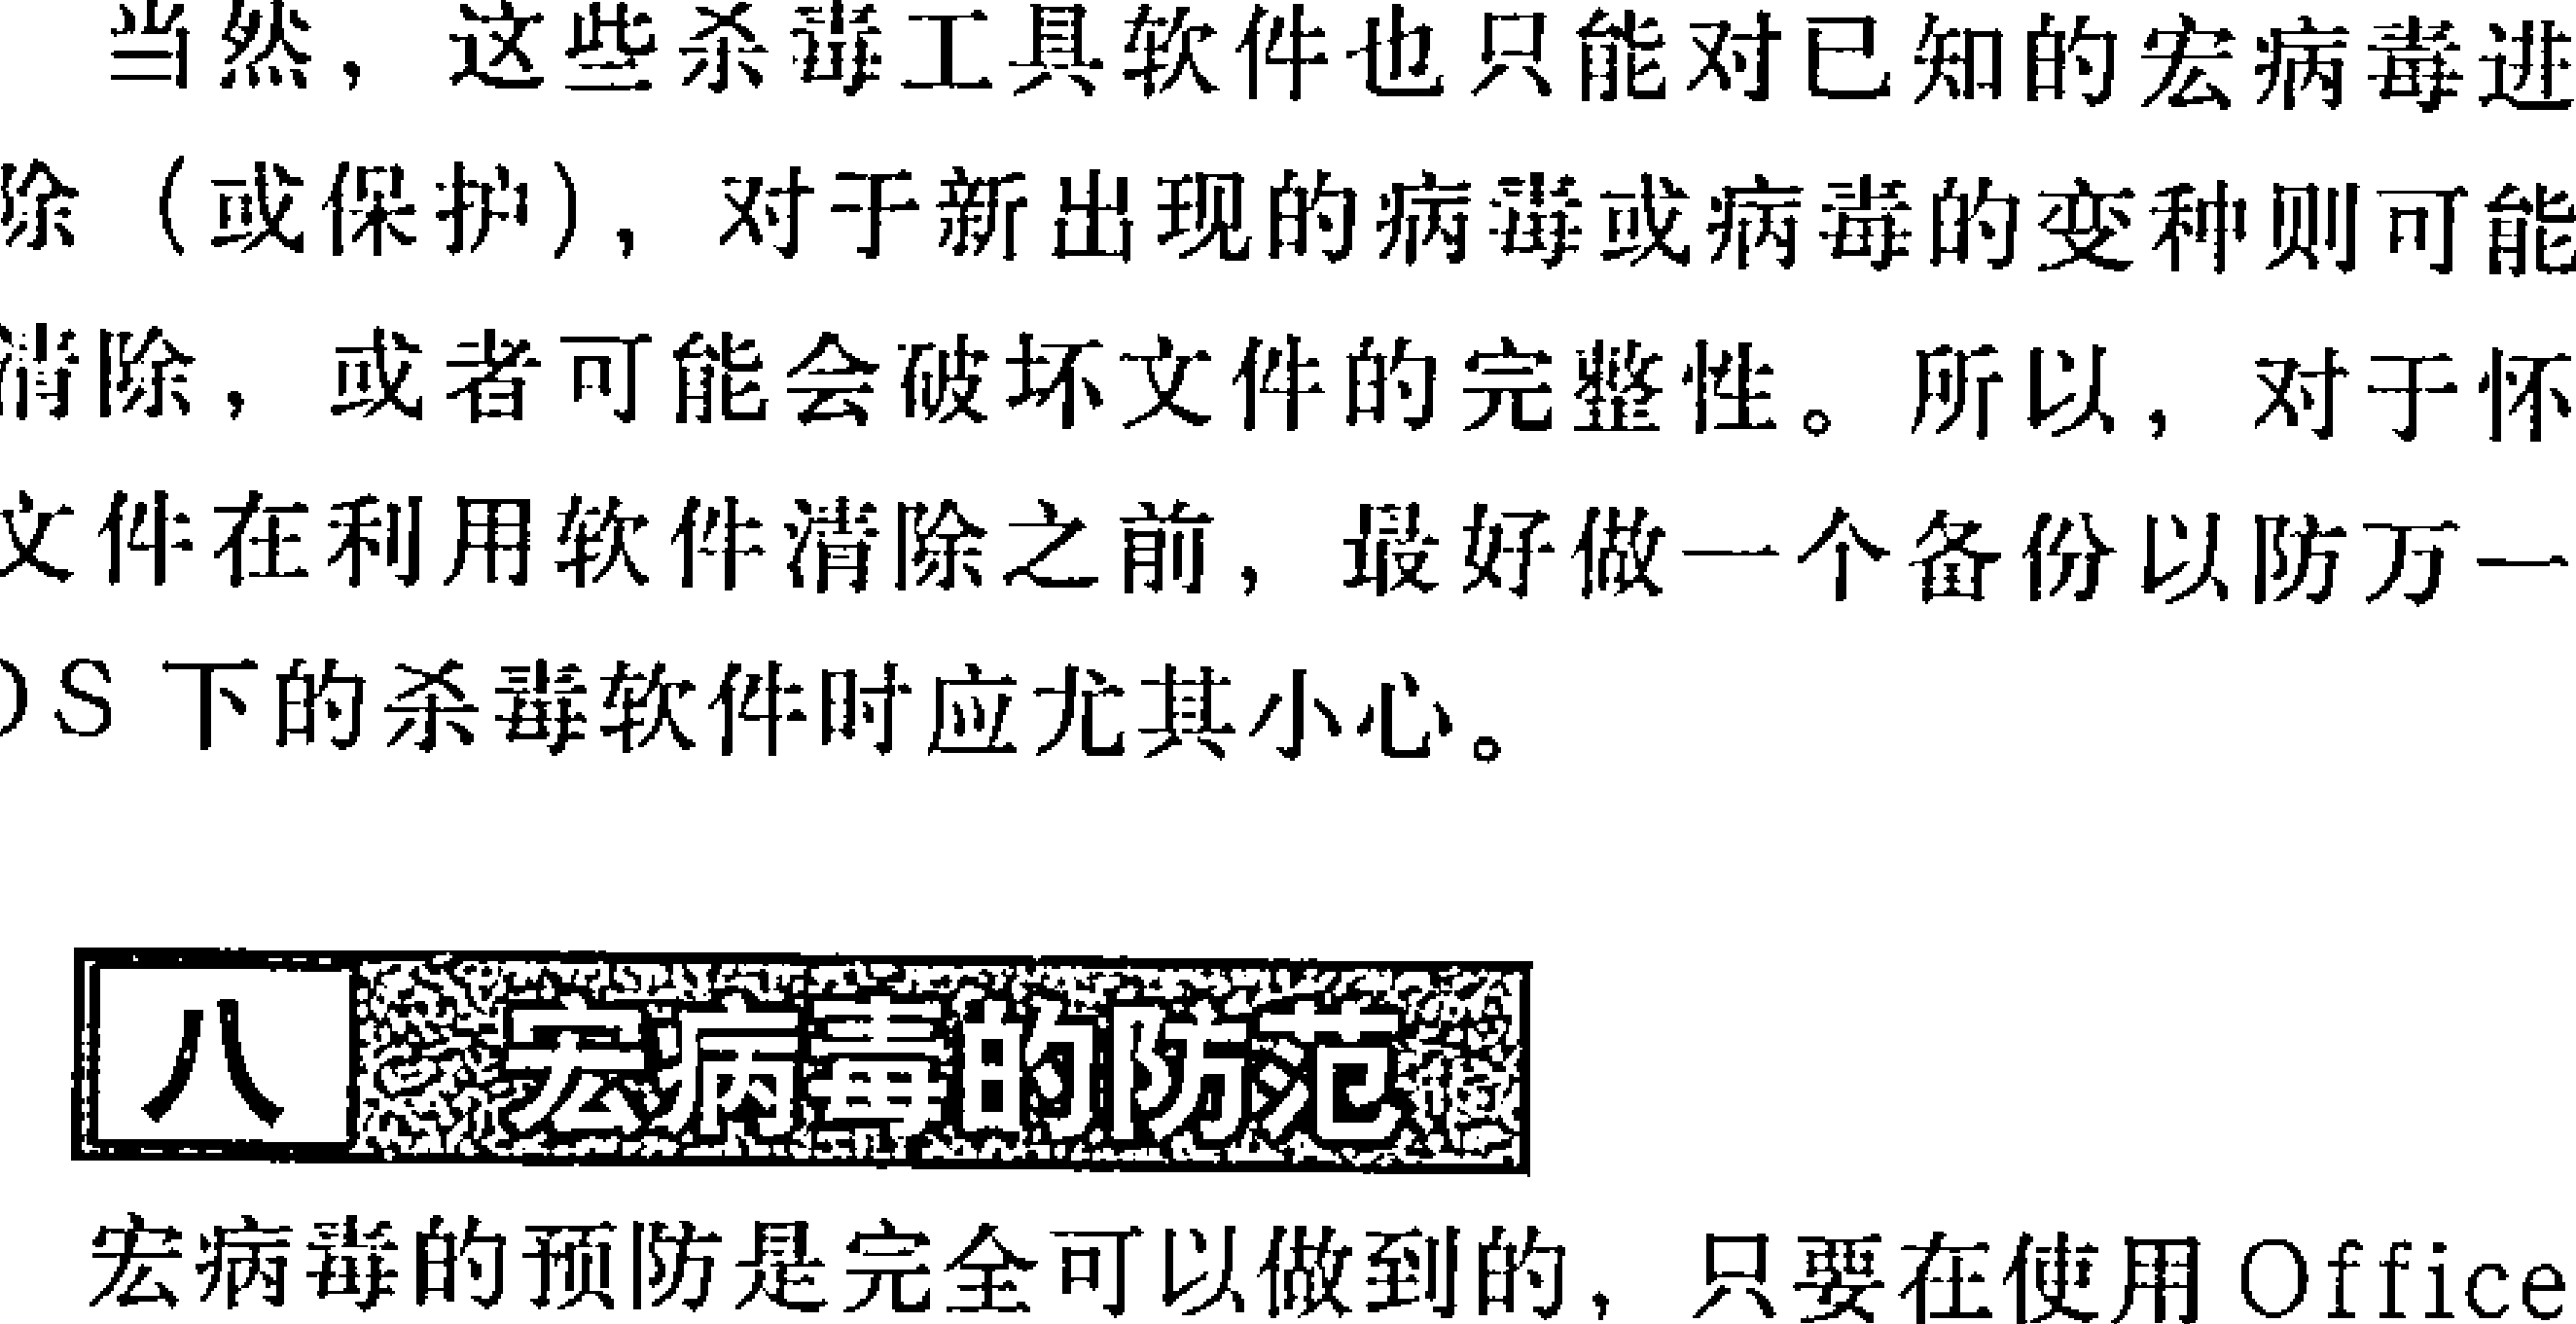 当然，这些杀毒工具软件也只能对已知的宏病毒进
除（或保护），对于新出现的病毒或病毒的变种则可能
清除，或者可能会破坏文件的完整性。所以，对于怀
文件在利用软件清除之前，最好做一个备份以防万一
OS 下的杀毒软件时应尤其小心。
八 宏病毒的防范
宏病毒的预防是完全可以做到的，只要在使用 Office